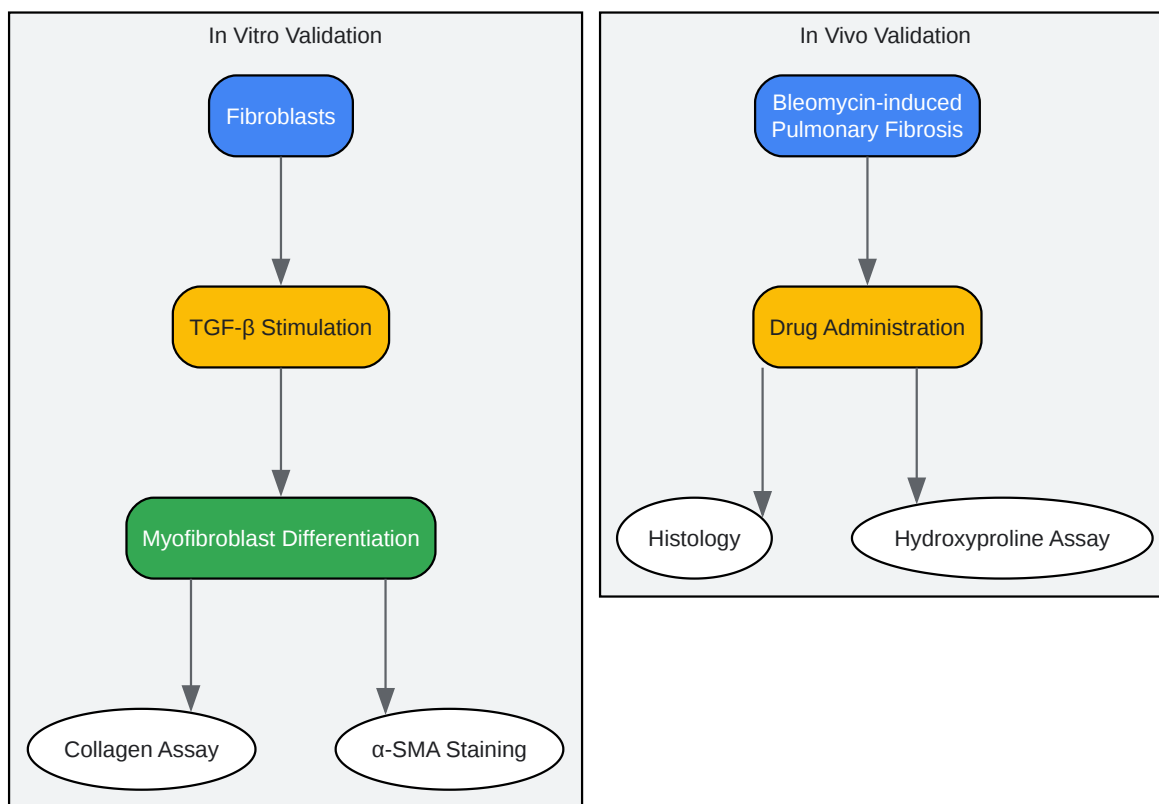 In Vitro Validation
Fibroblasts
TGF-β Stimulation
Myofibroblast Differentiation
Collagen Assay
α-SMA Staining
In Vivo Validation
Bleomycin-induced
Pulmonary Fibrosis
Drug Administration
Histology
Hydroxyproline Assay